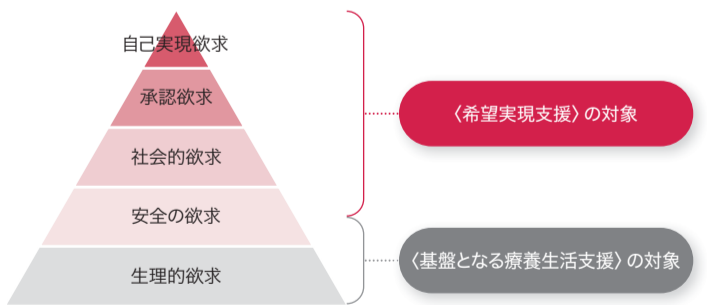 自己実現欲求
承認欲求
社会的欲求
安全の欲求
生理的欲求
〈希望実現支援〉の対象
〈基盤となる療養生活支援〉の対象